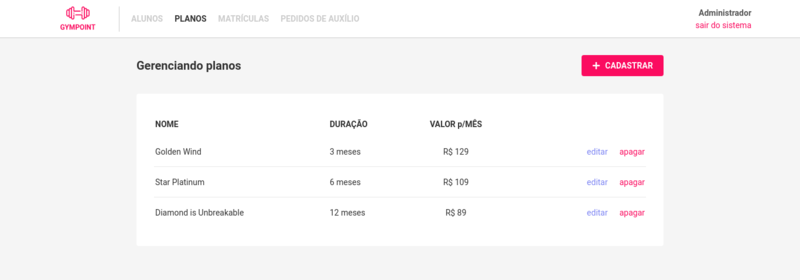 GYMPOINT
ALUNOS PLANOS MATRÍCULAS PEDIDOS DE AUXÍLIO
Administrador
sair do sistema
Gerenciando planos
+ CADASTRAR
NOME DURAÇÃO VALOR p/MÊS
Golden Wind 3 meses R$ 129 editar apagar
Star Platinum 6 meses R$ 109 editar apagar
Diamond is Unbreakable 12 meses R$ 89 editar apagar